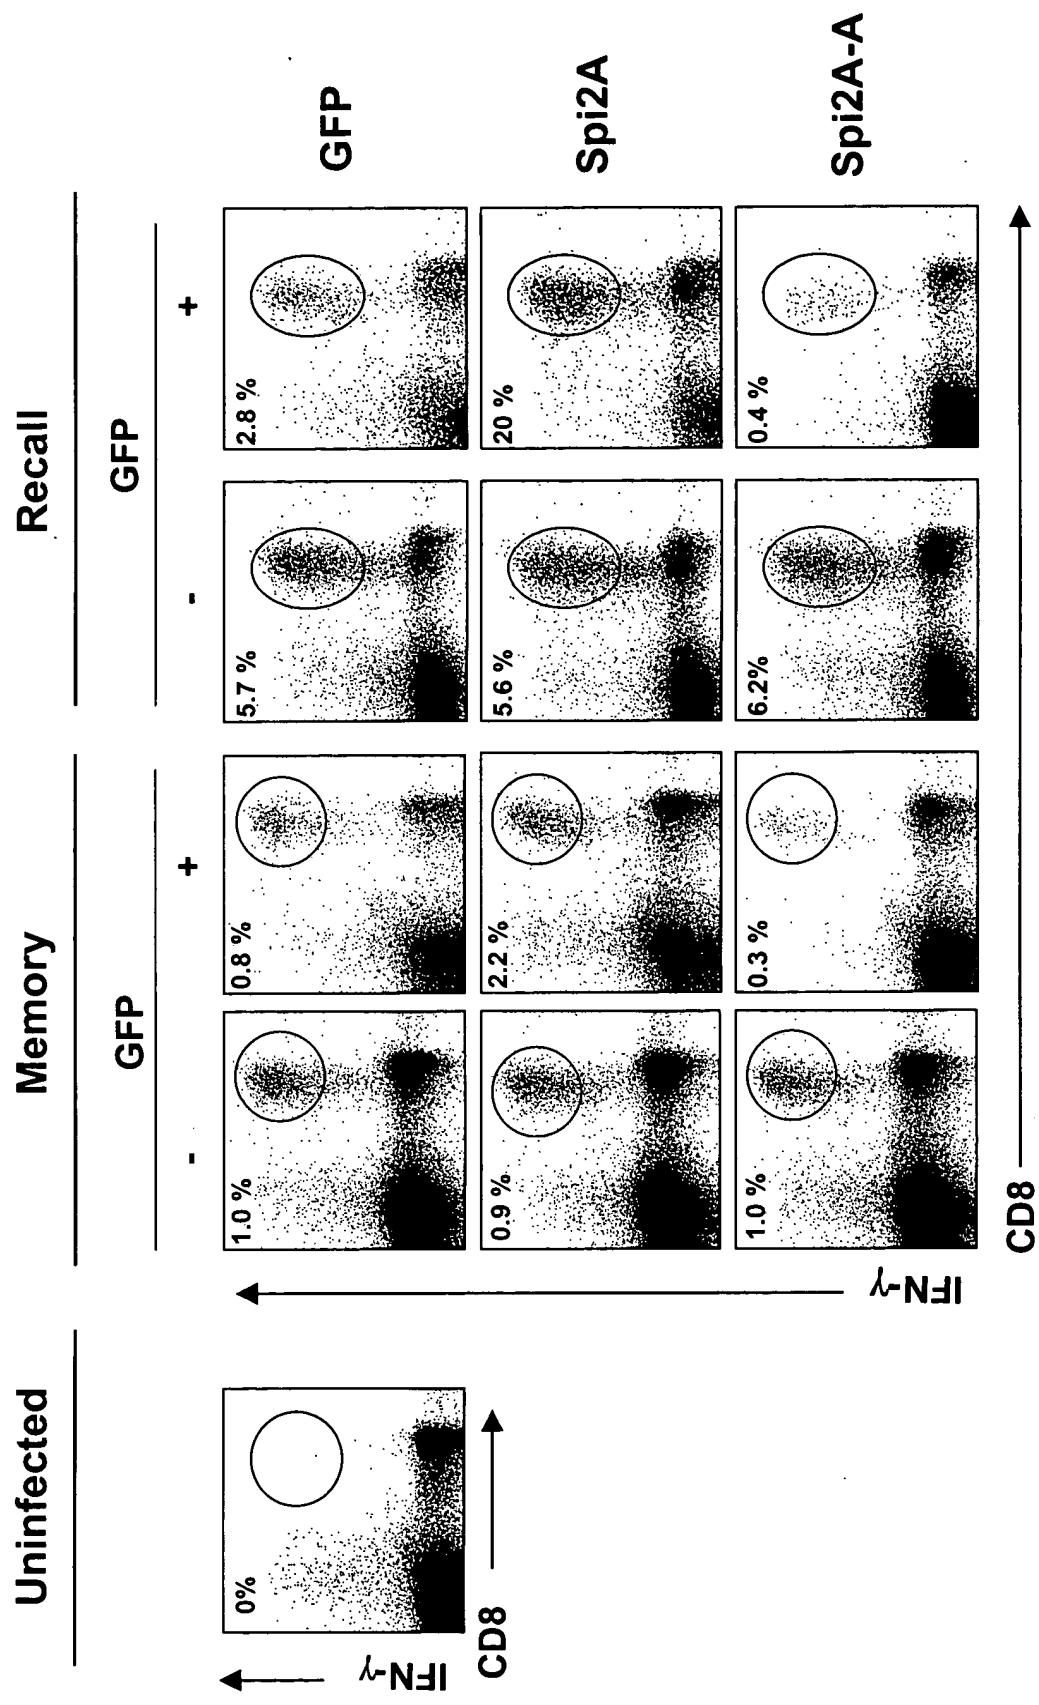 Uninfected
Memory
Recall
GFP
GFP
-
+
-
+
0%
1.0 %
0.8 %
5.7 %
2.8 %
GFP
0.9 %
2.2 %
5.6 %
20 %
Spi2A
1.0 %
0.3 %
6.2%
0.4 %
Spi2A-A
IFN-γ
CD8
IFN-γ
CD8